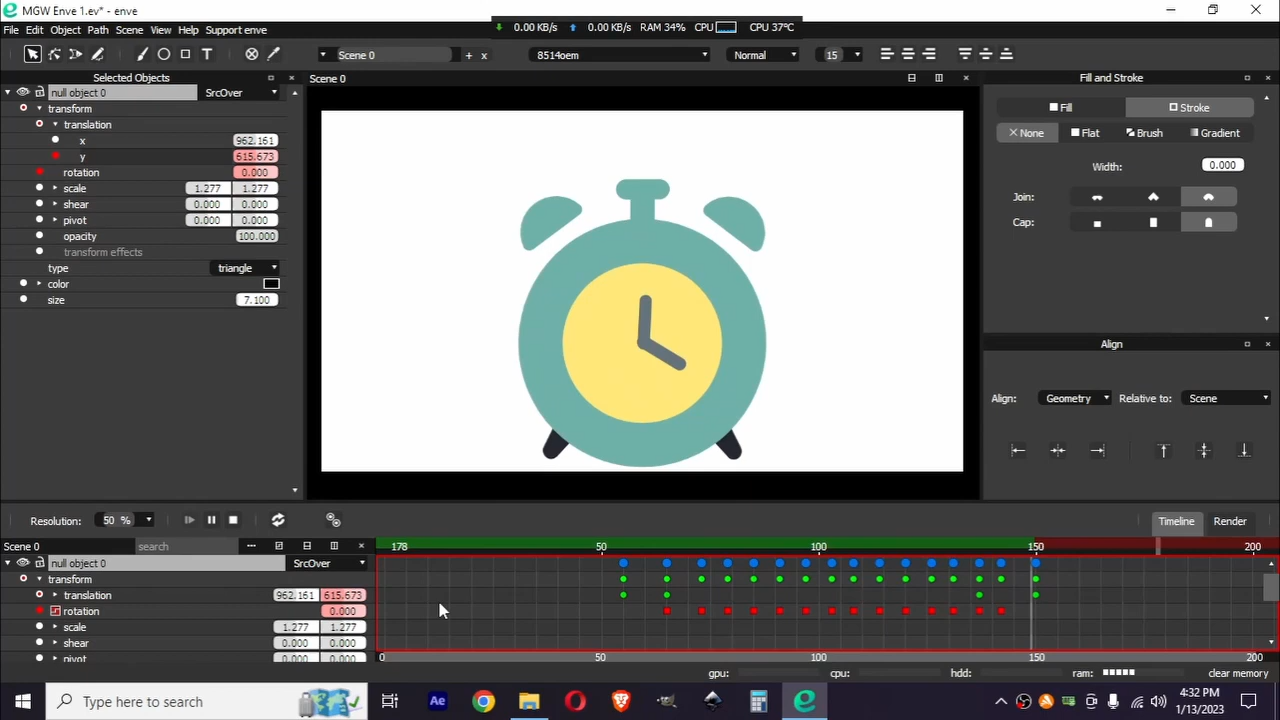 MGW Enve 1.ev* - enve
0.00 KB/s 0.00 KB/s RAM 34% CPU CPU 37°C
File Edit Object Path Scene View Help Support enve
T Scene 0 + x 8514oem Normal 15
Selected Objects
Scene 0
Fill and Stroke
null object 0 SrcOver
transform
translation
x 962.161
y 615.673
rotation 0.000
scale 1.277 1.277
shear 0.000 0.000
pivot 0.000 0.000
opacity 100.000
transform effects
type triangle
color
size 7.100
Fill Stroke
None Flat Brush Gradient
Width: 0.000
Join:
Cap:
Align
Align: Geometry Relative to: Scene
Resolution: 50 % Timeline Render
Scene 0 search 178 50 100 150 200
null object 0 SrcOver
transform
translation 962.161 615.673
rotation 0.000
scale 1.277 1.277
shear 0.000 0.000
pivot 0.000 0.000
0 50 100 150 200
gpu: cpu: hdd: ram: clear memory
Type here to search
Ae
4:32 PM
1/13/2023